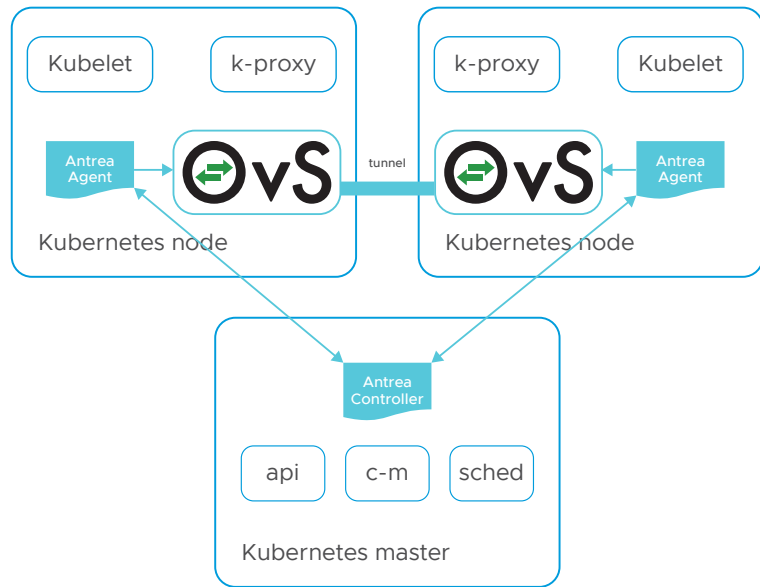 Kubelet
k-proxy
Antrea
Agent
OvS
Kubernetes node
tunnel
k-proxy
Kubelet
OvS
Antrea
Agent
Kubernetes node
Antrea
Controller
api
c-m
sched
Kubernetes master